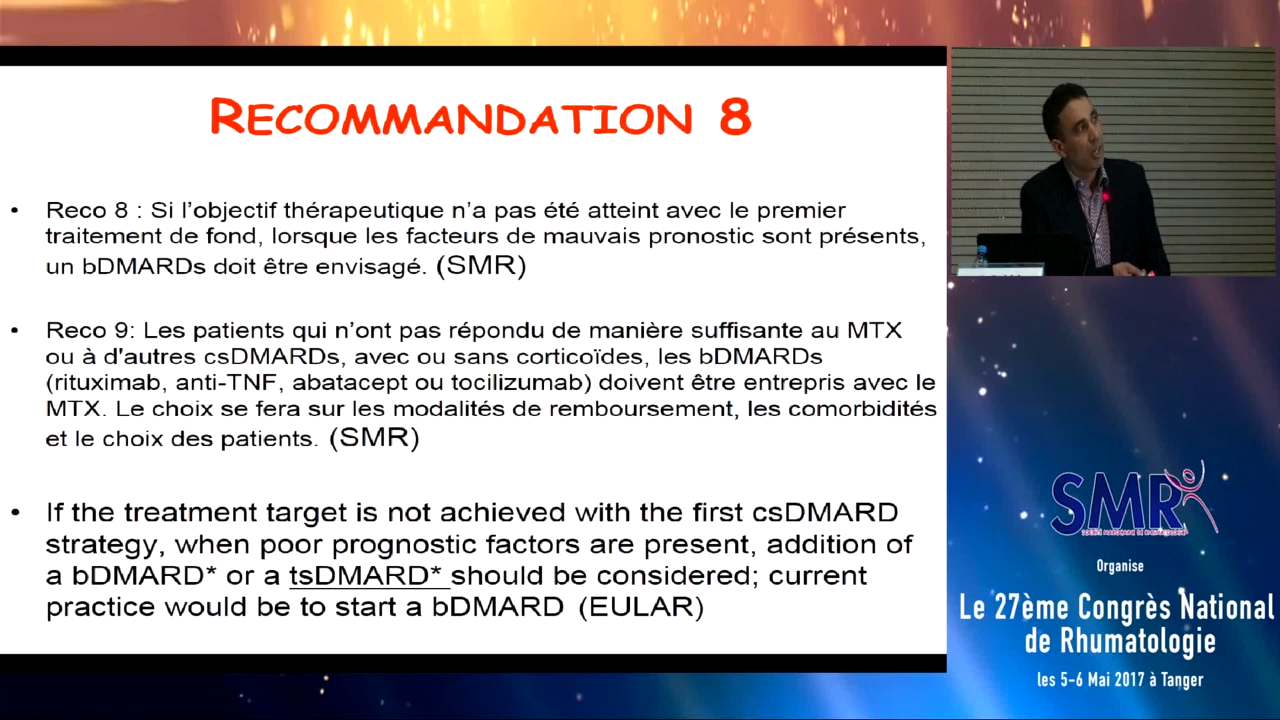 RECOMMANDATION 8
• Reco 8 : Si l'objectif thérapeutique n'a pas été atteint avec le premier
traitement de fond, lorsque les facteurs de mauvais pronostic sont présents,
un bDMARDs doit être envisagé. (SMR)
• Reco 9: Les patients qui n'ont pas répondu de manière suffisante au MTX
ou à d'autres csDMARDs, avec ou sans corticoïdes, les bDMARDs
(rituximab, anti-TNF, abatacept ou tocilizumab) doivent être entrepris avec le
MTX. Le choix se fera sur les modalités de remboursement, les comorbidités
et le choix des patients. (SMR)
• If the treatment target is not achieved with the first csDMARD
strategy, when poor prognostic factors are present, addition of
a bDMARD* or a tsDMARD* should be considered; current
practice would be to start a bDMARD (EULAR)
SMR
Organise
Le 27ème Congrès National
de Rhumatologie
les 5-6 Mai 2017 à Tanger